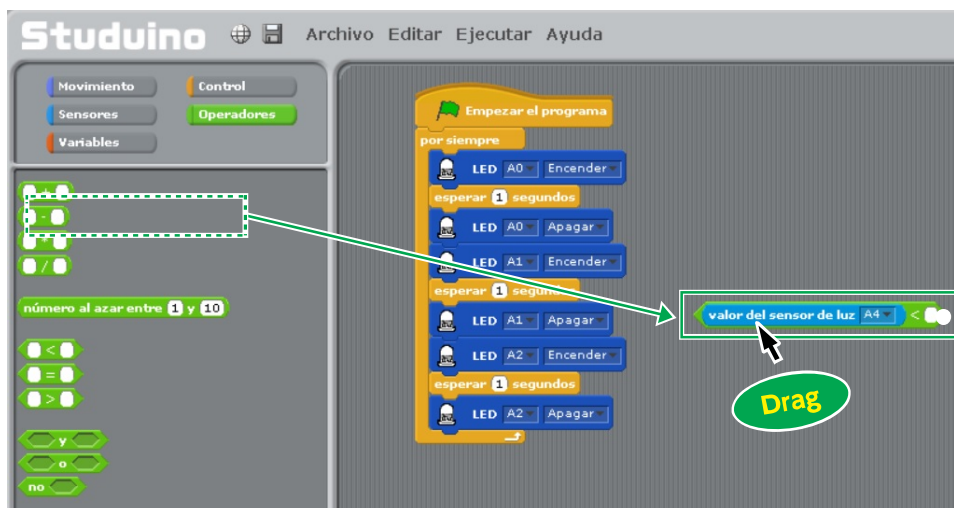 Studuino Archivo Editar Ejecutar Ayuda
Movimiento Control
Sensores Operadores
Variables
+
-
*
/
número al azar entre 1 y 10
<
=
>
y
o
no
Empezar el programa
por siempre
LED A0 Encender
esperar 1 segundos
LED A0 Apagar
LED A1 Encender
esperar 1 segundos
LED A1 Apagar
LED A2 Encender
esperar 1 segundos
LED A2 Apagar
valor del sensor de luz A4 <
Drag